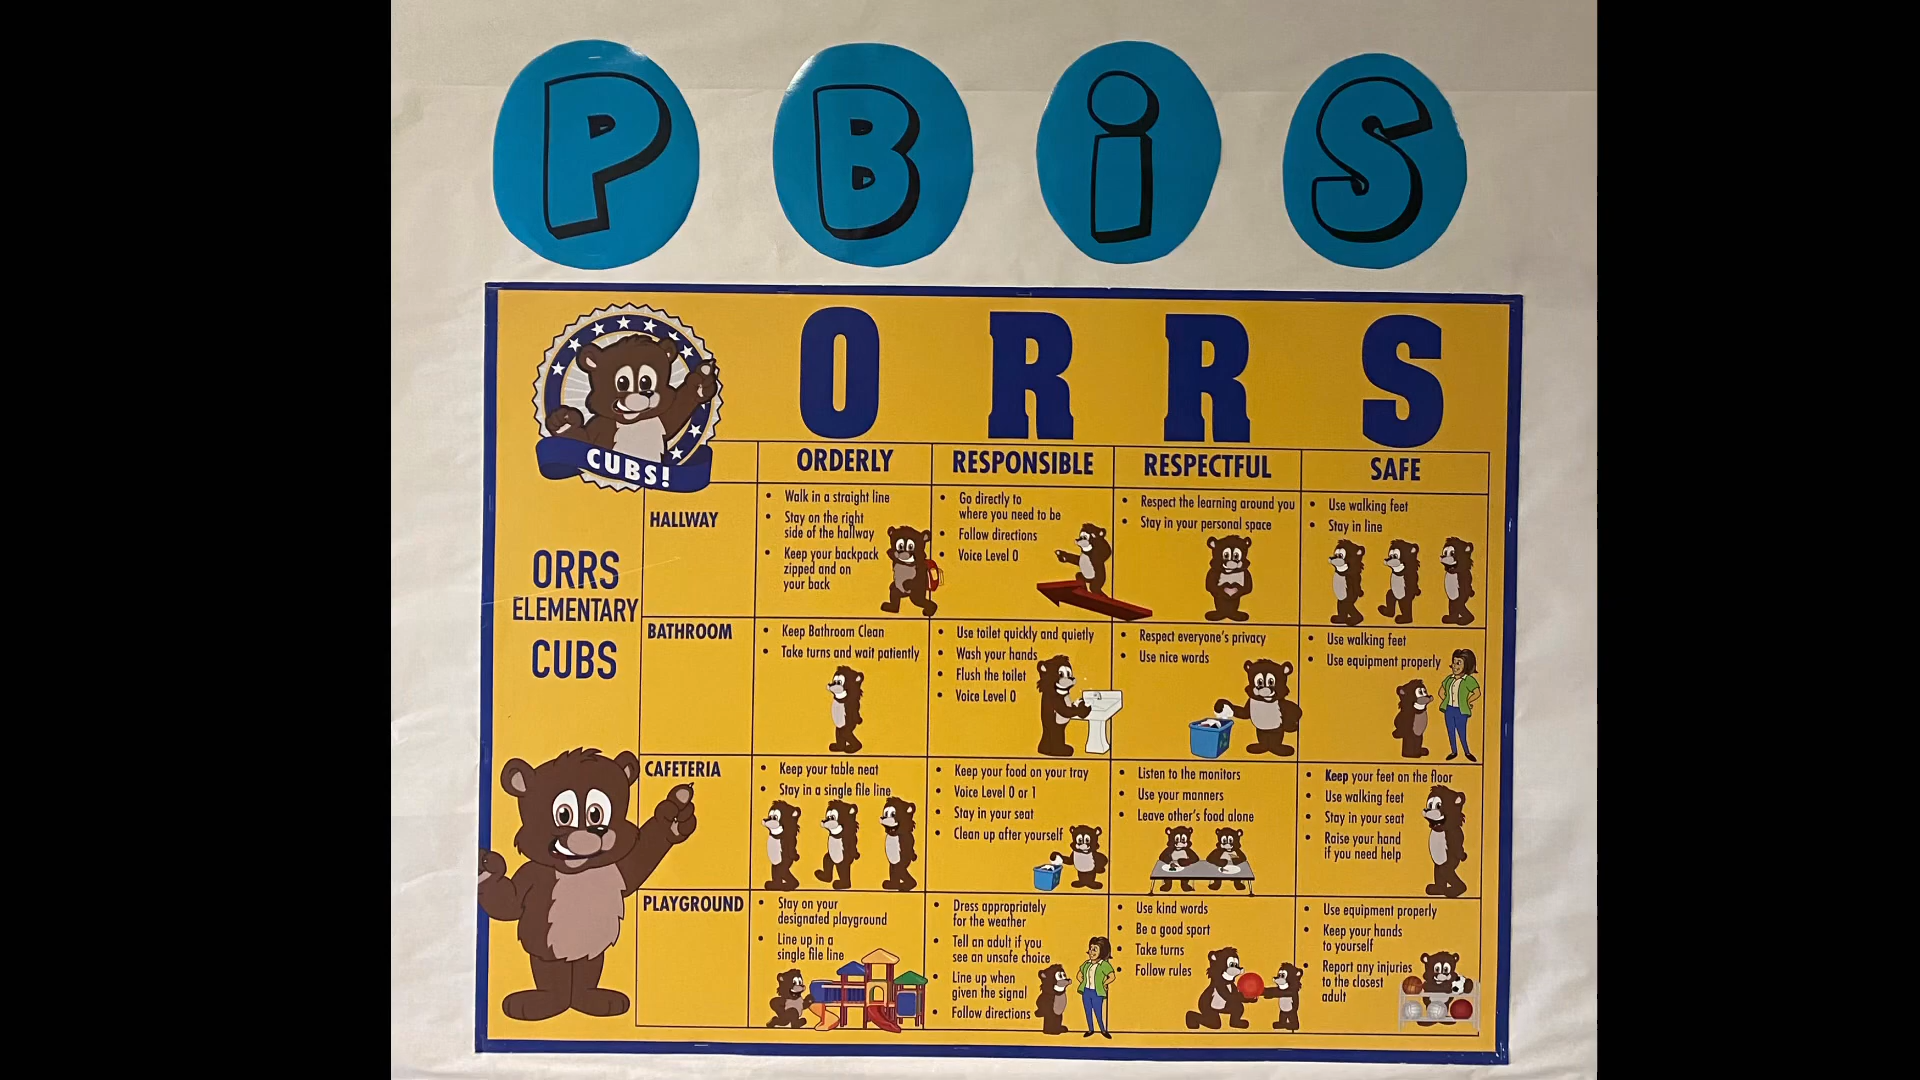 P B i S
O R R S
CUBS!
ORDERLY RESPONSIBLE RESPECTFUL SAFE
ORRS
ELEMENTARY
CUBS
HALLWAY
• Walk in a straight line
• Stay on the right
side of the hallway
• Keep your backpack
zipped and on
your back
• Go directly to
where you need to be
• Follow directions
• Voice Level 0
• Respect the learning around you
• Stay in your personal space
• Use walking feet
• Stay in line
BATHROOM
• Keep Bathroom Clean
• Take turns and wait patiently
• Use toilet quickly and quietly
• Wash your hands
• Flush the toilet
• Voice Level 0
• Respect everyone's privacy
• Use nice words
• Use walking feet
• Use equipment properly
CAFETERIA
• Keep your table neat
• Stay in a single file line
• Keep your food on your tray
• Voice Level 0 or 1
• Stay in your seat
• Clean up after yourself
• Listen to the monitors
• Use your manners
• Leave other's food alone
• Keep your feet on the floor
• Use walking feet
• Stay in your seat
• Raise your hand
if you need help
PLAYGROUND
• Stay on your
designated playground
• Line up in a
single file line
• Dress appropriately
for the weather
• Tell an adult if you
see an unsafe choice
• Line up when
given the signal
• Follow directions
• Use kind words
• Be a good sport
• Take turns
• Follow rules
• Use equipment properly
• Keep your hands
to yourself
• Report any injuries
to the closest
adult